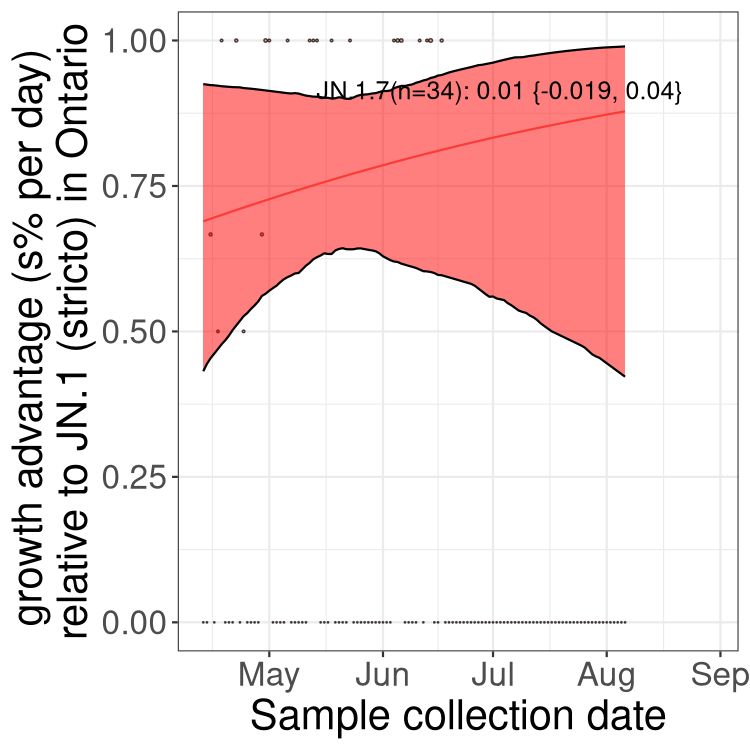 growth advantage (s% per day)
relative to JN.1 (stricto) in Ontario
1.00
0.75
0.50
0.25
0.00
JN.1.7(n=34): 0.01 {-0.019, 0.04}
May Jun Jul Aug Sep
Sample collection date